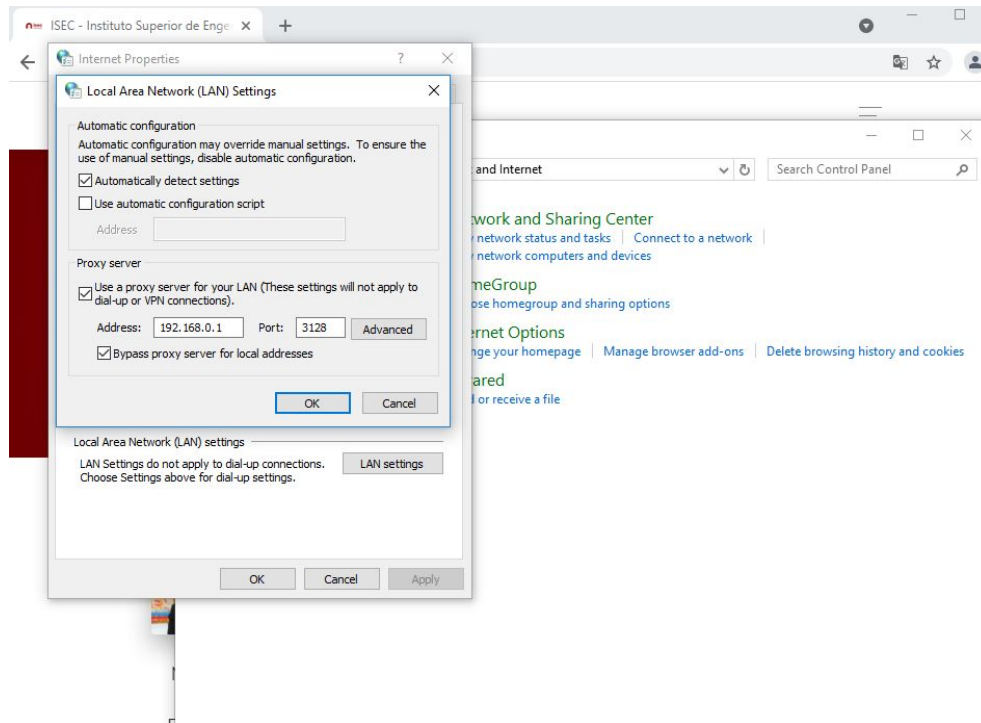 ISEC - Instituto Superior de Enge
Internet Properties
Local Area Network (LAN) Settings
Automatic configuration
Automatic configuration may override manual settings. To ensure the
use of manual settings, disable automatic configuration.
Automatically detect settings
Use automatic configuration script
Address
Proxy server
Use a proxy server for your LAN (These settings will not apply to
dial-up or VPN connections).
Address: 192.168.0.1 Port: 3128 Advanced
Bypass proxy server for local addresses
OK Cancel
Local Area Network (LAN) settings
LAN Settings do not apply to dial-up connections.
Choose Settings above for dial-up settings.
LAN settings
OK Cancel Apply
and Internet
Search Control Panel
work and Sharing Center
network status and tasks Connect to a network
network computers and devices
meGroup
ose homegroup and sharing options
ernet Options
nge your homepage Manage browser add-ons Delete browsing history and cookies
ared
or receive a file